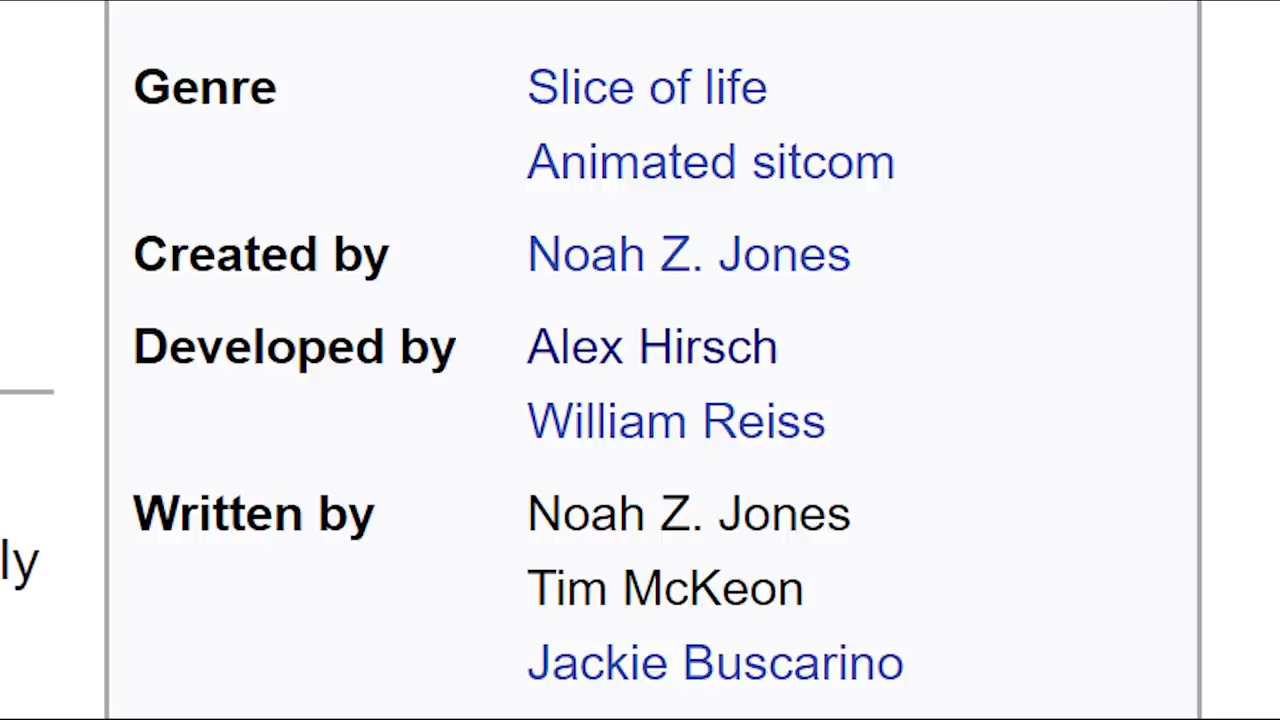 Genre Slice of life
Animated sitcom
Created by Noah Z. Jones
Developed by Alex Hirsch
William Reiss
Written by Noah Z. Jones
ly
Tim McKeon
Jackie Buscarino